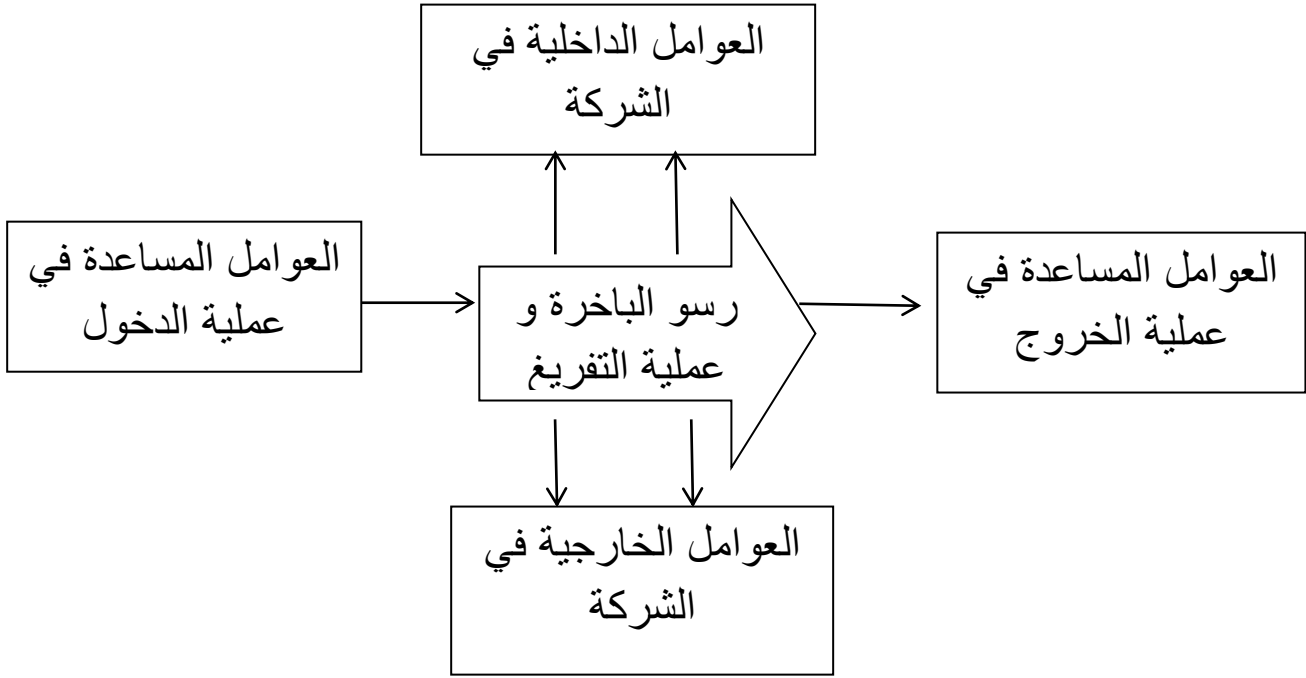 العوامل الداخلية في
الشركة
العوامل المساعدة في
عملية الدخول
رسو الباخرة و
عملية التفريغ
العوامل المساعدة في
عملية الخروج
العوامل الخارجية في
الشركة